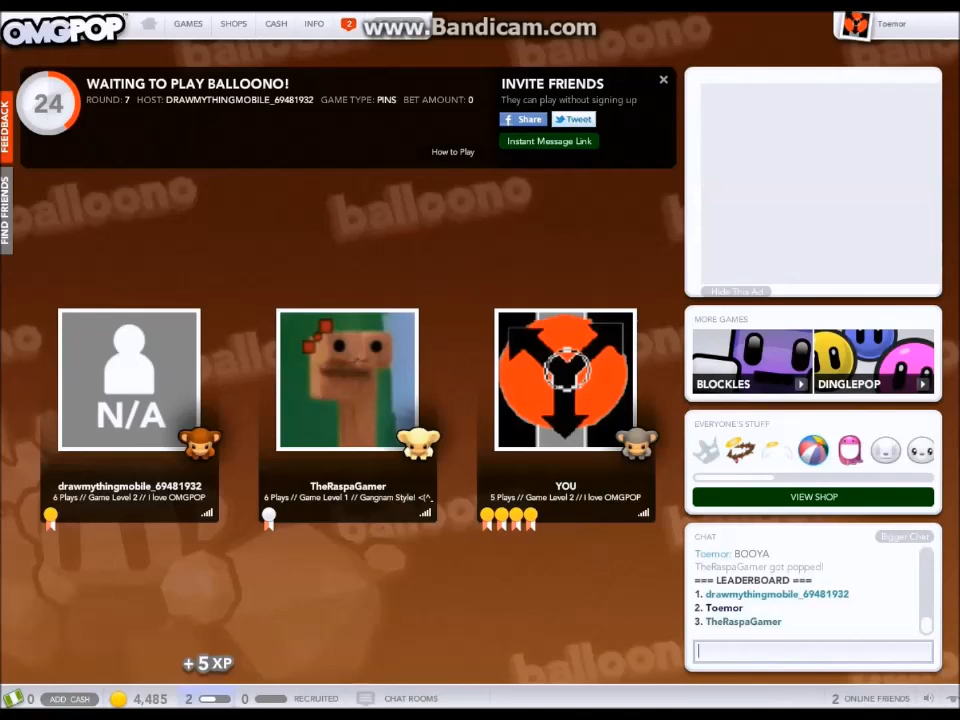 OMGPOP
GAMES SHOPS CASH INFO 2
www.Bandicam.com
Toemor
FEEDBACK
FIND FRIENDS
24
WAITING TO PLAY BALLOONO!
ROUND: 7 HOST: DRAWMYTHINGMOBILE_69481932 GAME TYPE: PINS BET AMOUNT: 0
How to Play
INVITE FRIENDS
They can play without signing up
Share Tweet
Instant Message Link
balloono
balloono
balloono
balloono
Hide This Ad
MORE GAMES
BLOCKLES DINGLEPOP
EVERYONE'S STUFF
VIEW SHOP
N/A
drawmythingmobile_69481932
6 Plays // Game Level 2 // I love OMGPOP
TheRaspaGamer
6 Plays // Game Level 1 // Gangnam Style! <(^_
YOU
5 Plays // Game Level 2 // I love OMGPOP
CHAT Bigger Chat
Toemor: BOOYA
TheRaspaGamer got popped!
=== LEADERBOARD ===
1. drawmythingmobile_69481932
2. Toemor
3. TheRaspaGamer
+5 XP
0 ADD CASH 4,485 2 0 RECRUITED CHAT ROOMS 2 ONLINE FRIENDS